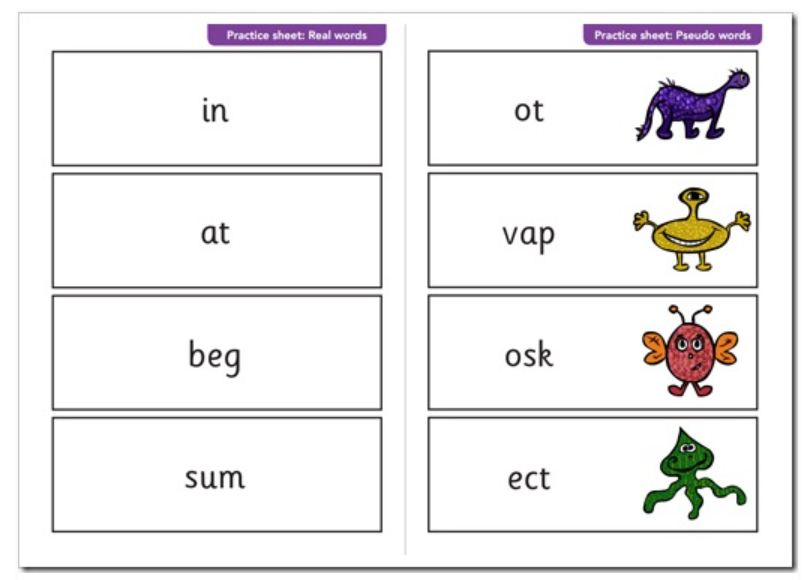 Practice sheet: Real words
in
at
beg
sum
Practice sheet: Pseudo words
ot
vap
osk
ect